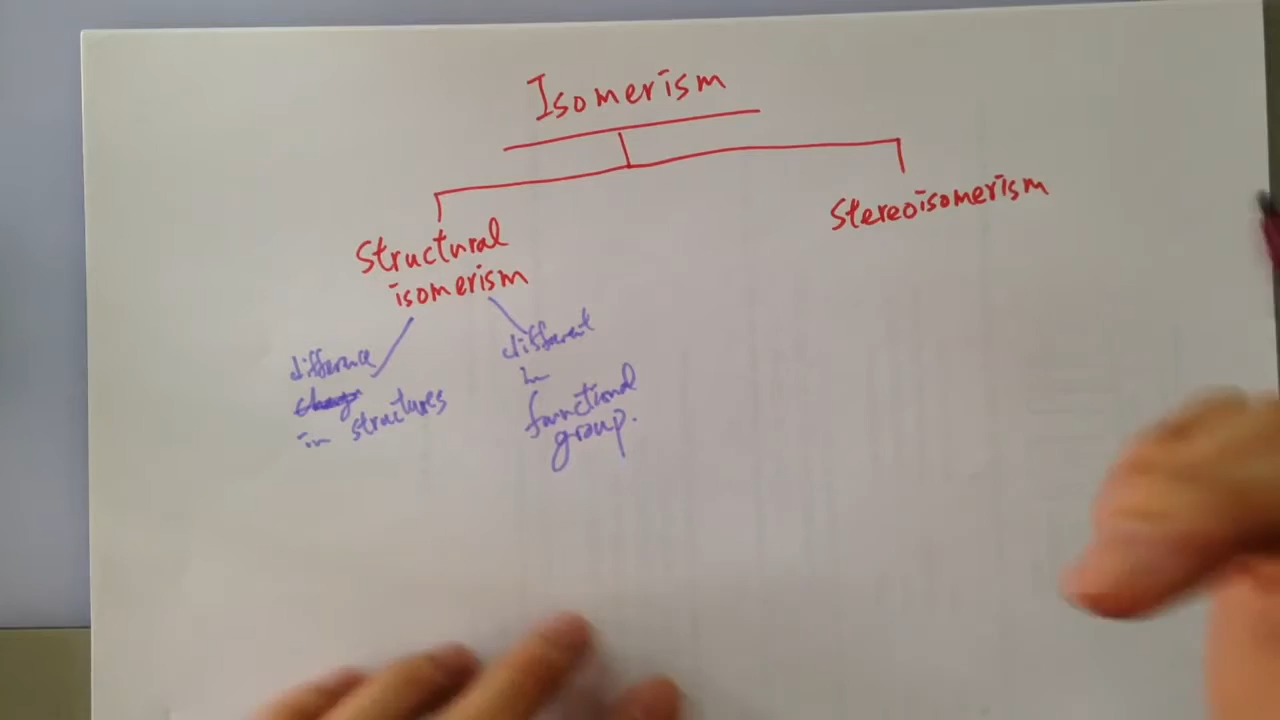 Isomerism
Structural
isomerism
Stereoisomerism
difference
in structures
different
in
functional
group.